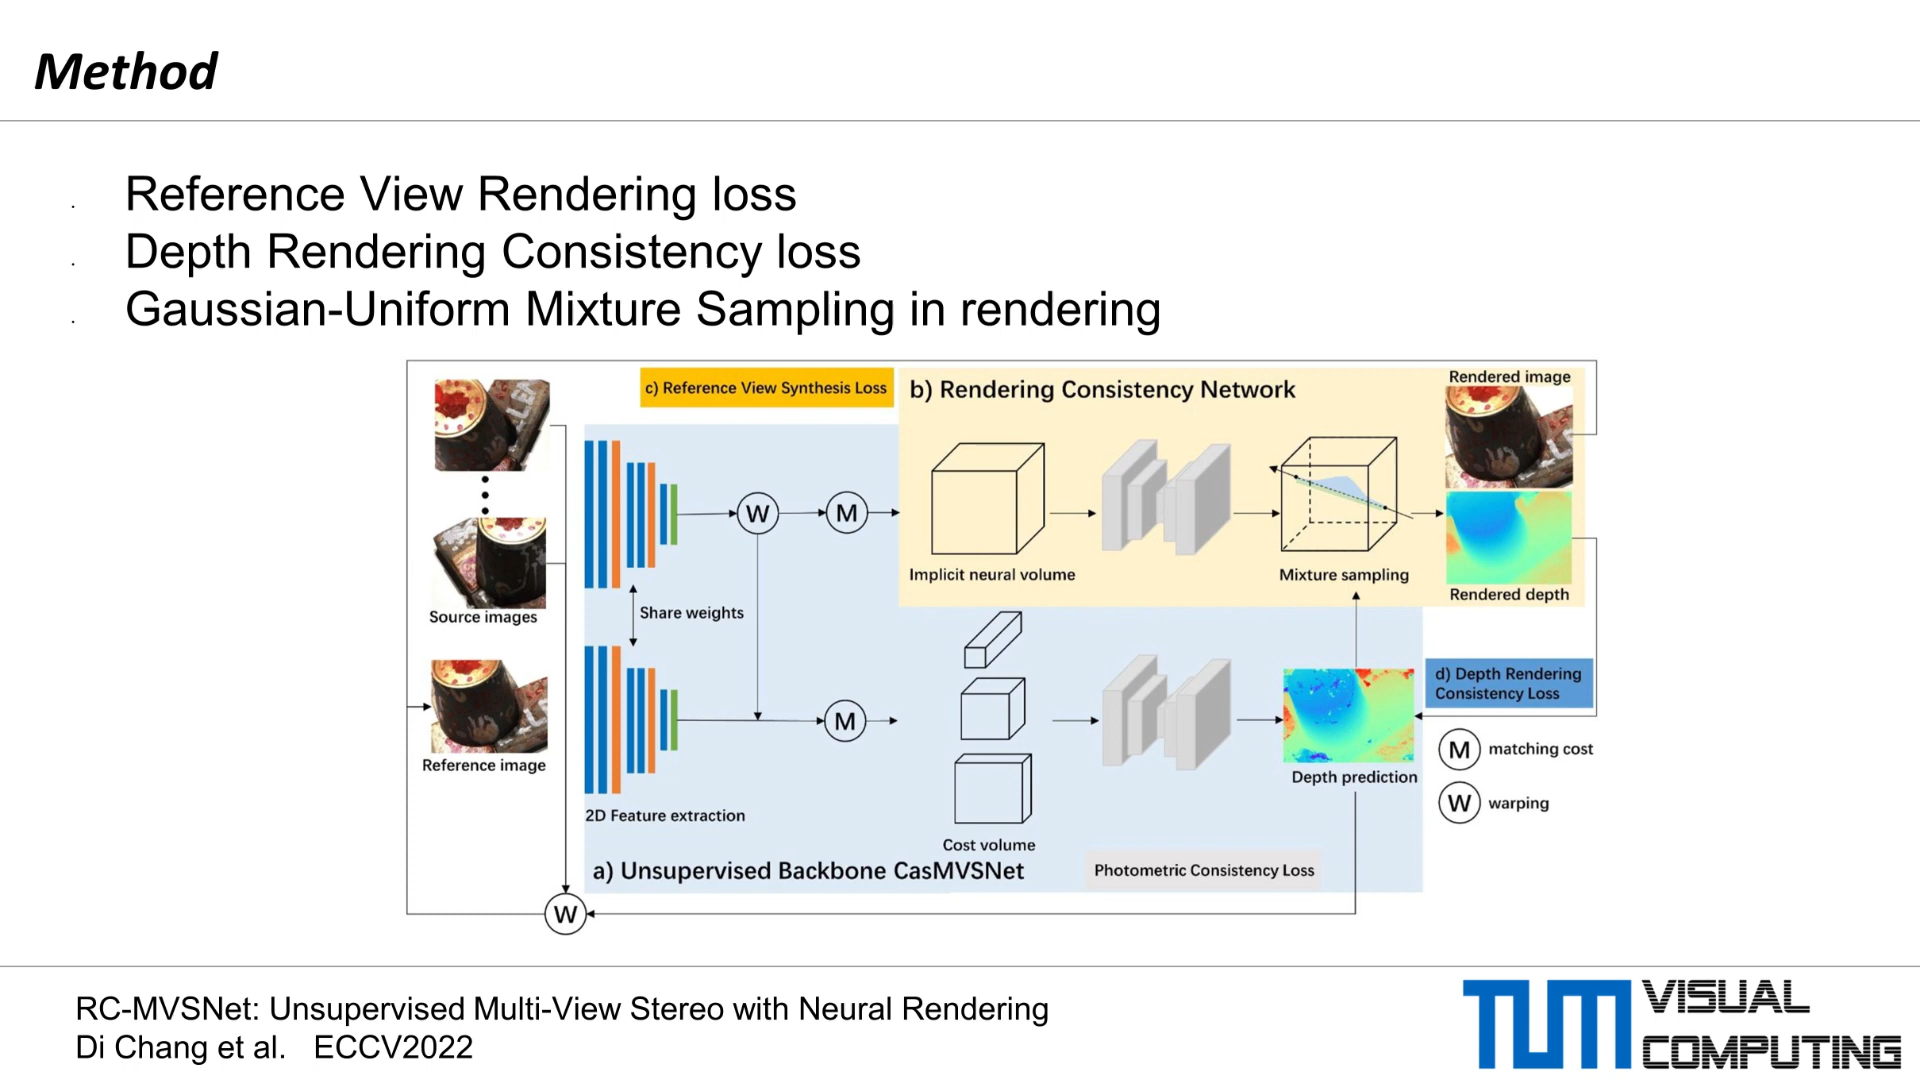 Method
Reference View Rendering loss
Depth Rendering Consistency loss
Gaussian-Uniform Mixture Sampling in rendering
c) Reference View Synthesis Loss
b) Rendering Consistency Network
Rendered image
W
M
Implicit neural volume
Mixture sampling
Rendered depth
Source images
Share weights
d) Depth Rendering
Consistency Loss
M
M matching cost
Reference image
Depth prediction
W warping
2D Feature extraction
Cost volume
a) Unsupervised Backbone CasMVSNet
Photometric Consistency Loss
W
RC-MVSNet: Unsupervised Multi-View Stereo with Neural Rendering
Di Chang et al. ECCV2022
TUM VISUAL
COMPUTING